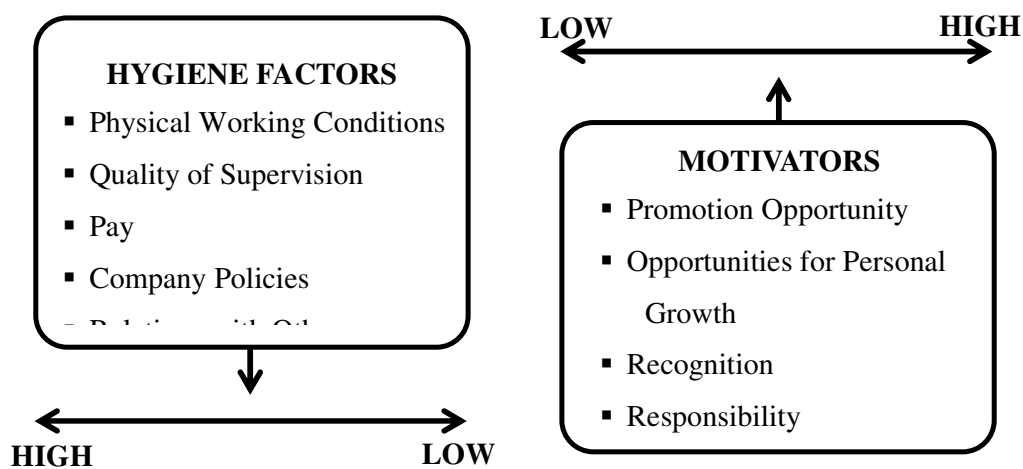 HYGIENE FACTORS
▪ Physical Working Conditions
▪ Quality of Supervision
▪ Pay
▪ Company Policies
HIGH LOW
LOW HIGH
MOTIVATORS
▪ Promotion Opportunity
▪ Opportunities for Personal
Growth
▪ Recognition
▪ Responsibility